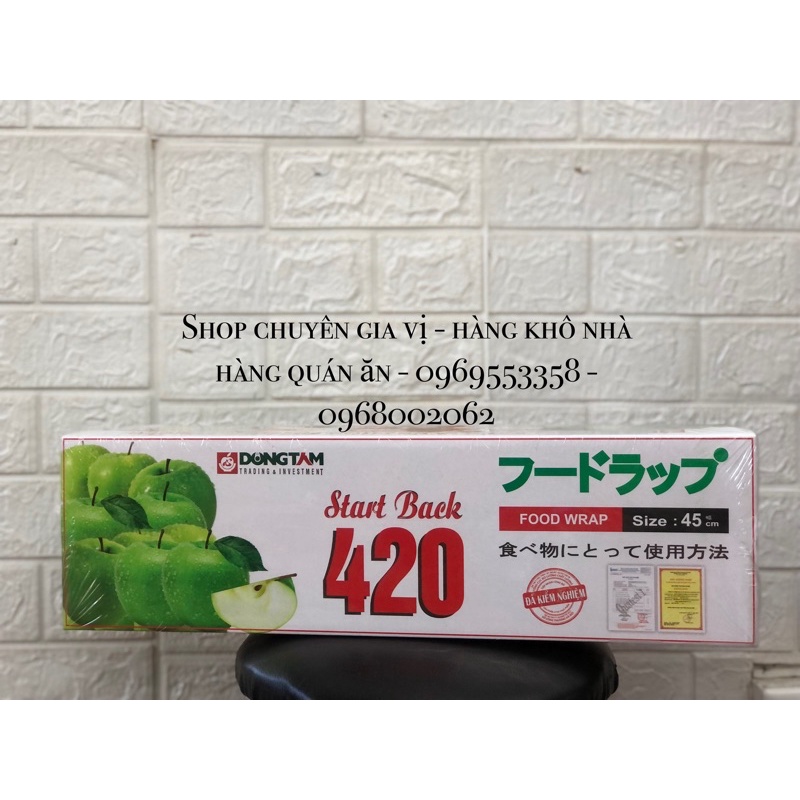 Shop chuyên gia vị - hàng khô nhà
hàng quán ăn - 0969553358 -
0968002062
DONGTAM
TRADING & INVESTMENT
Start Back
420
フードラップ
FOOD WRAP
Size : 45 cm
食べ物にとって使用方法
ĐÃ KIỂM NGHIỆM